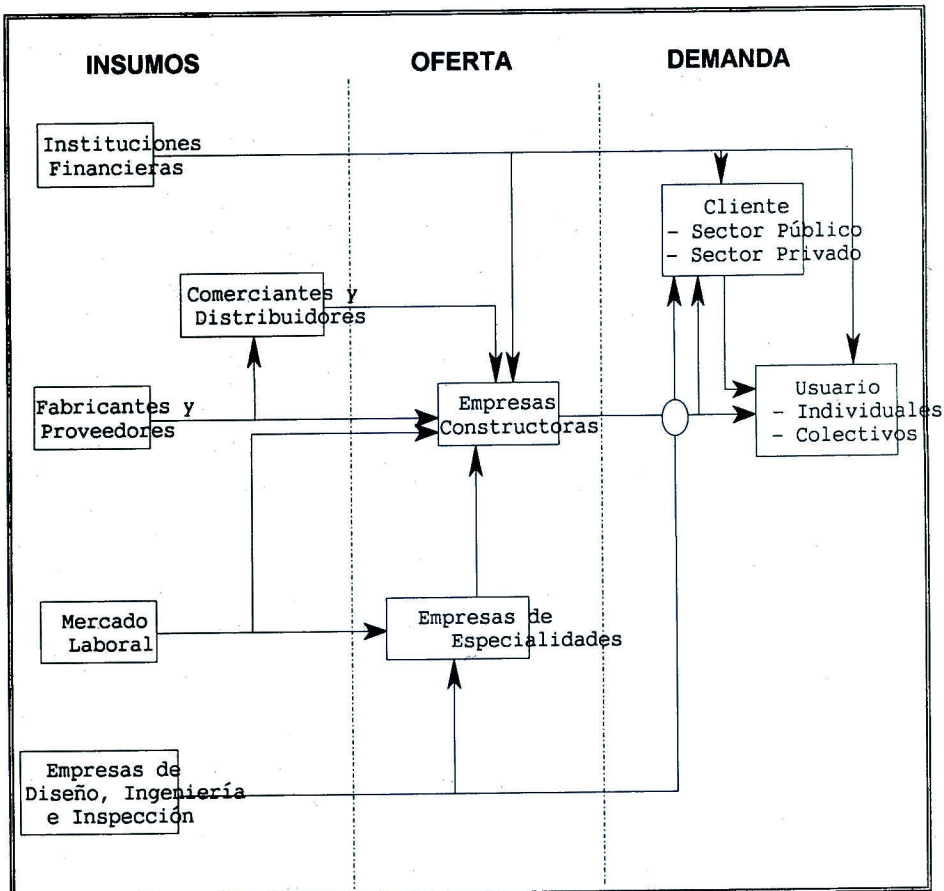 INSUMOS
OFERTA
DEMANDA
Instituciones
Financieras
Cliente
- Sector Público
- Sector Privado
Comerciantes y
Distribuidores
Fabricantes y
Proveedores
Empresas
Constructoras
Usuario
- Individuales
- Colectivos
Mercado
Laboral
Empresas de
Especialidades
Empresas de
Diseño, Ingeniería
e Inspección